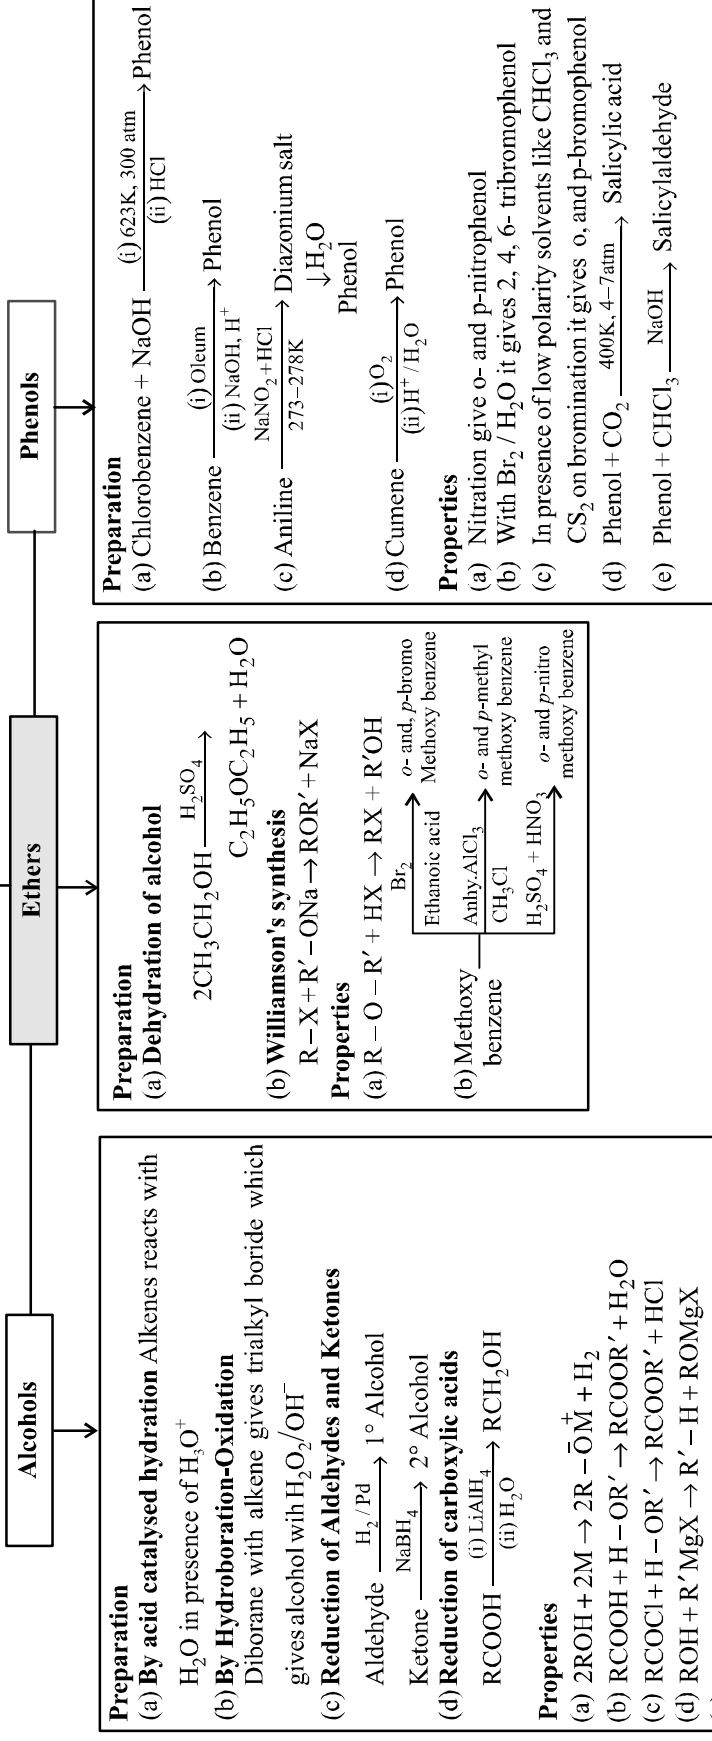 Alcohols
Ethers
Phenols
Preparation
(a) By acid catalysed hydration Alkenes reacts with
H₂O in presence of H₃O⁺
(b) By Hydroboration-Oxidation
Diborane with alkene gives trialkyl boride which
gives alcohol wih H₂O₂/OH⁻
(c) Reduction of Aldehydes and Ketones
Aldehyde —H₂ / Pd→ 1° Alcohol
Ketone —NaBH₄→ 2° Alcohol
(d) Reduction of carboxylic acids
RCOOH —(i) LiAlH₄ (ii) H₂O→ RCH₂OH
Properties
(a) 2ROH + 2M → 2R – ŌM⁺ + H₂
(b) RCOOH + H – OR′ → RCOOR′ + H₂O
(c) RCOCl + H – OR′ → RCOOR′ + HCl
(d) ROH + R′MgX → R′ – H + ROMgX
Preparation
(a) Dehydration of alcohol
2CH₃CH₂OH —H₂SO₄→
C₂H₅OC₂H₅ + H₂O
(b) Williamson's synthesis
R – X + R′ – ONa → ROR′ + NaX
Properties
(a) R – O – R′ + HX → RX + R′OH
(b) Methoxy
benzene
Br₂
Ethanoic acid
o- and, p-bromo
Methoxy benzene
Anhy.AlCl₃
CH₃Cl
o- and p-methyl
methoxy benzene
H₂SO₄ + HNO₃
o- and p-nitro
methoxy benzene
Preparation
(a) Chlorobenzene + NaOH —(i) 623K, 300 atm (ii) HCl→ Phenol
(b) Benzene —(i) Oleum (ii) NaOH, H⁺→ Phenol
(c) Aniline —NaNO₂+HCl 273–278K→ Diazonium salt
↓H₂O
Phenol
(d) Cumene —(i) O₂ (ii) H⁺ / H₂O→ Phenol
Properties
(a) Nitration give o- and p-nitrophenol
(b) With Br₂ / H₂O it gives 2, 4, 6- tribromophenol
(c) In presence of low polarity solvents like CHCl₃ and
CS₂ on bromination it gives o, and p-bromophenol
(d) Phenol + CO₂ —400K, 4–7atm→ Salicylic acid
(e) Phenol + CHCl₃ —NaOH→ Salicylaldehyde